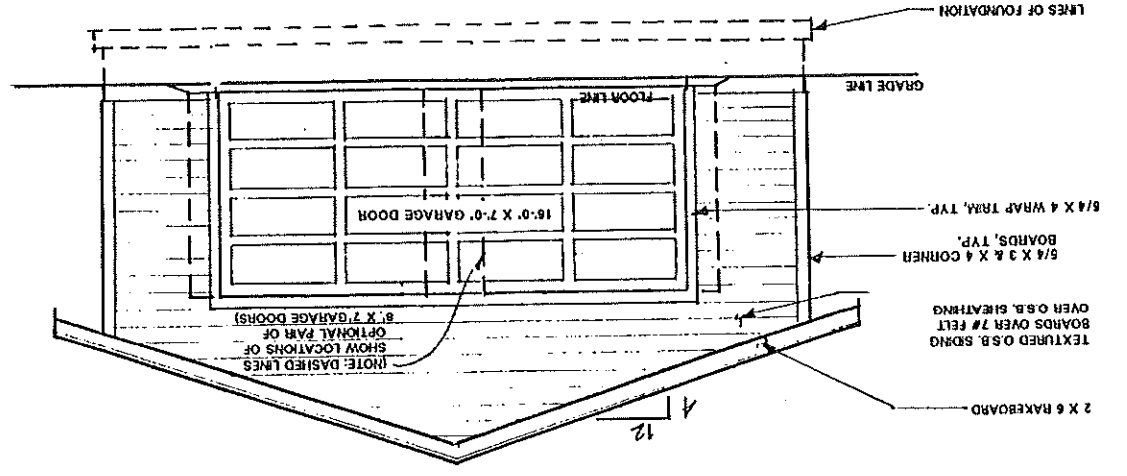 12
4
2 X 6 RAKEBOARD
TEXTURED O.S.B. SIDING
BOARDS OVER 7# FELT
OVER O.S.B. SHEATHING
(NOTE: DASHED LINES
SHOW LOCATIONS OF
OPTIONAL PAIR OF
8', X 7' GARAGE DOORS)
5/4 X 3 & X 4 CORNER
BOARDS, TYP.
5/4 X 4 WRAP TRIM, TYP.
16'-0' X 7'-0' GARAGE DOOR
FLOOR LINE
GRADE LINE
LINES OF FOUNDATION